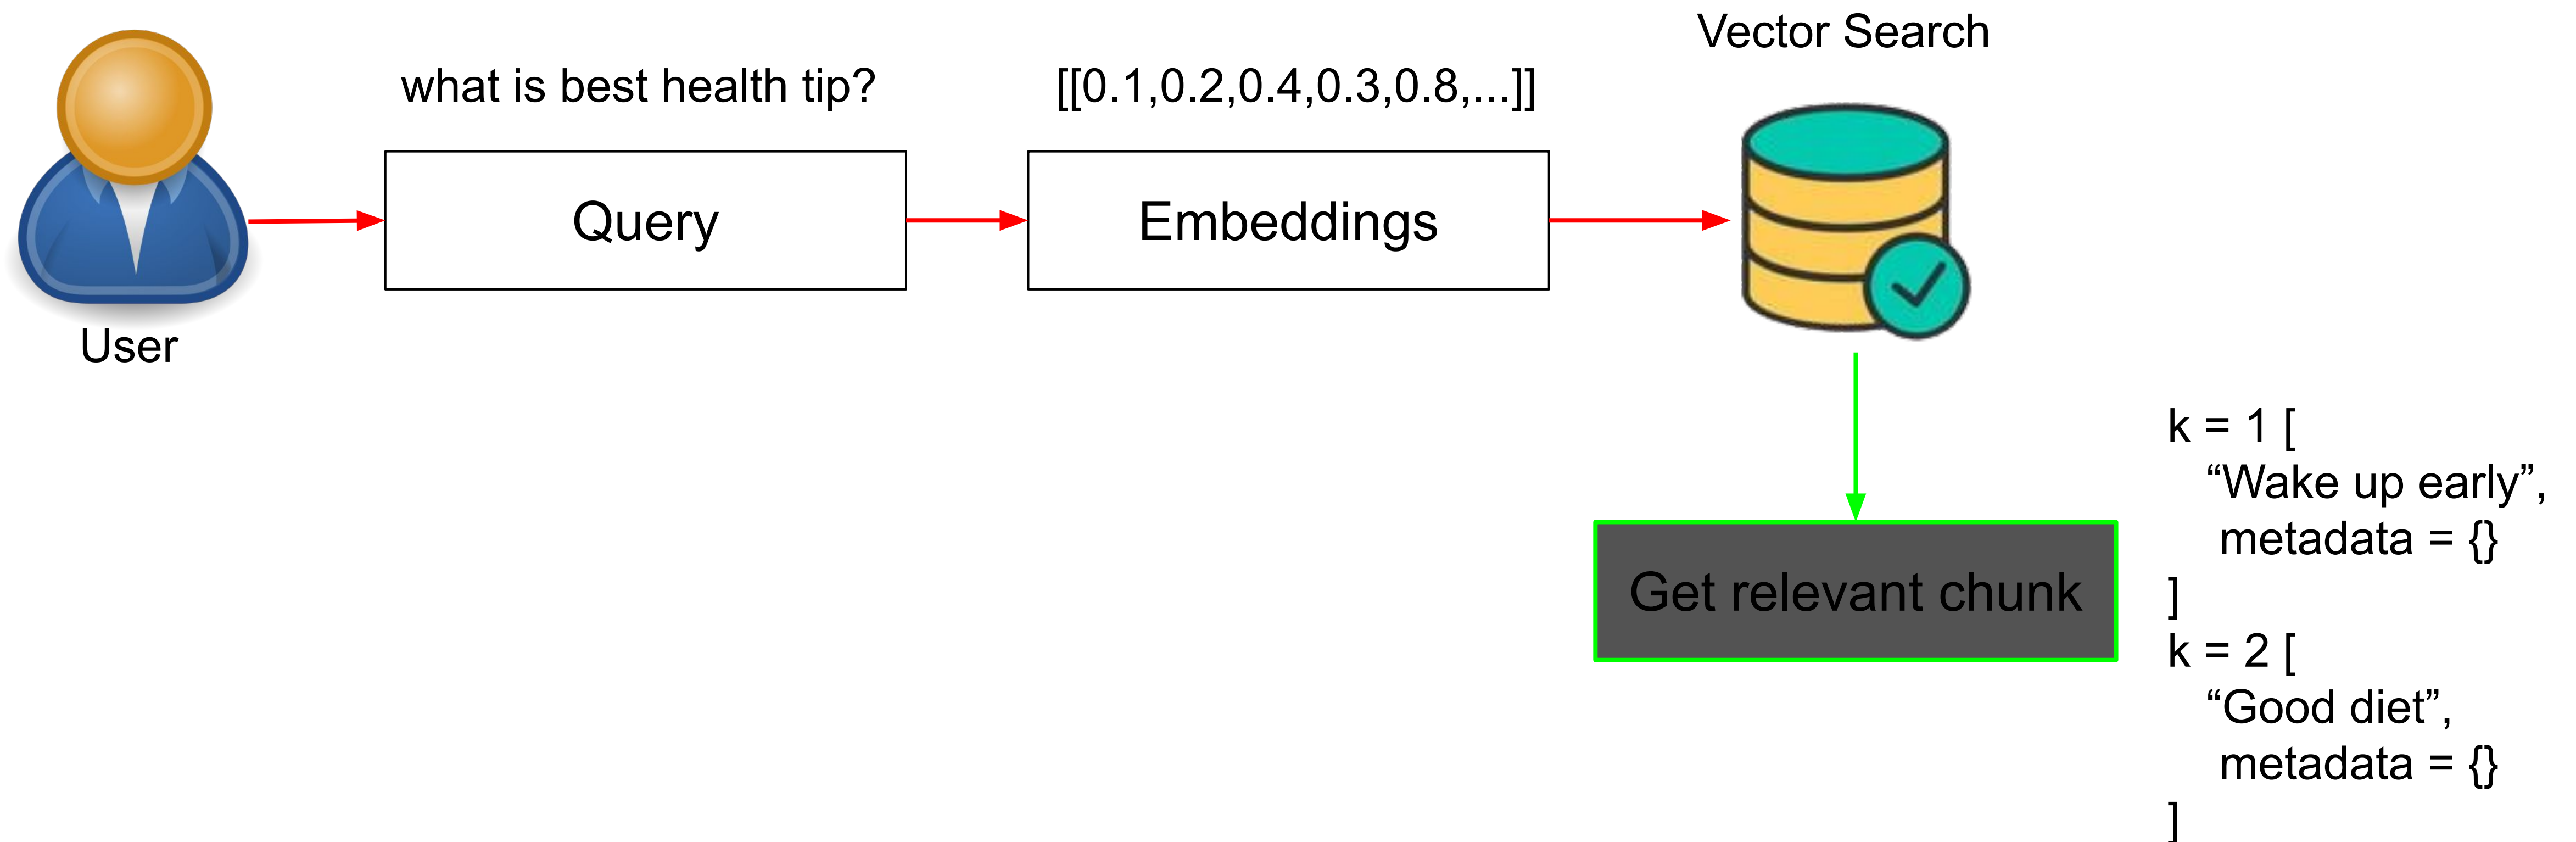 Vector Search
what is best health tip?
[[0.1,0.2,0.4,0.3,0.8,...]]
Query
Embeddings
User
Get relevant chunk
k = 1 [
“Wake up early”,
metadata = {}
]
k = 2 [
“Good diet”,
metadata = {}
]